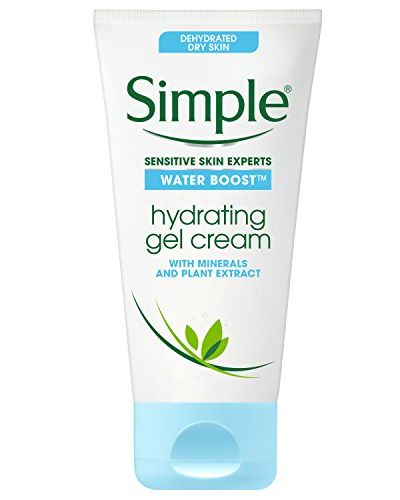 DEHYDRATED
DRY SKIN
Simple®
SENSITIVE SKIN EXPERTS
WATER BOOST™
hydrating
gel cream
WITH MINERALS
AND PLANT EXTRACT